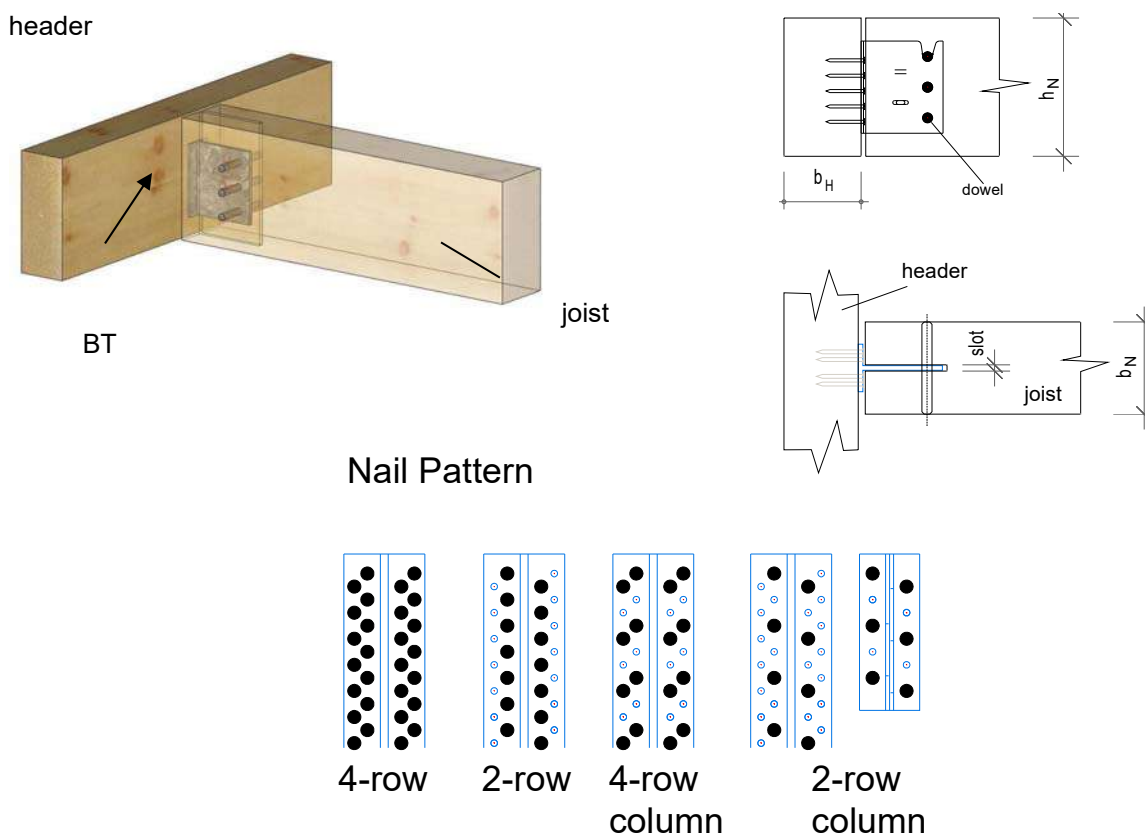 header
BT
joist
h N
b H
dowel
header
slot
b N
joist
Nail Pattern
4-row
2-row
4-row
column
2-row
column